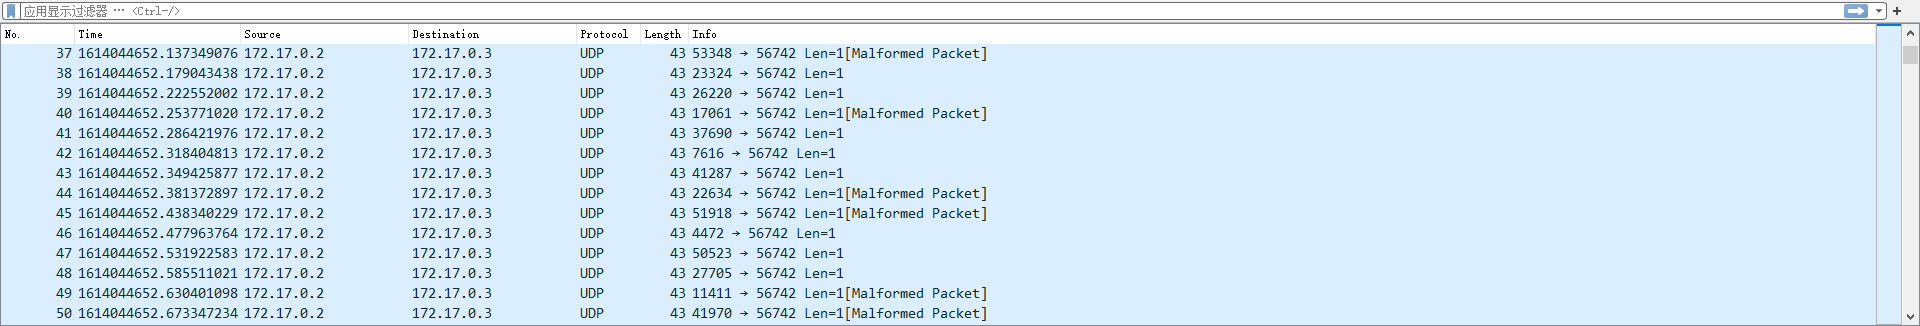 应用显示过滤器 … <Ctrl-/>
No. Time Source Destination Protocol Length Info
37 1614044652.137349076 172.17.0.2 172.17.0.3 UDP 43 53348 → 56742 Len=1[Malformed Packet]
38 1614044652.179043438 172.17.0.2 172.17.0.3 UDP 43 23324 → 56742 Len=1
39 1614044652.222552002 172.17.0.2 172.17.0.3 UDP 43 26220 → 56742 Len=1
40 1614044652.253771020 172.17.0.2 172.17.0.3 UDP 43 17061 → 56742 Len=1[Malformed Packet]
41 1614044652.286421976 172.17.0.2 172.17.0.3 UDP 43 37690 → 56742 Len=1
42 1614044652.318404813 172.17.0.2 172.17.0.3 UDP 43 7616 → 56742 Len=1
43 1614044652.349425877 172.17.0.2 172.17.0.3 UDP 43 41287 → 56742 Len=1
44 1614044652.381372897 172.17.0.2 172.17.0.3 UDP 43 22634 → 56742 Len=1[Malformed Packet]
45 1614044652.438340229 172.17.0.2 172.17.0.3 UDP 43 51918 → 56742 Len=1[Malformed Packet]
46 1614044652.477963764 172.17.0.2 172.17.0.3 UDP 43 4472 → 56742 Len=1
47 1614044652.531922583 172.17.0.2 172.17.0.3 UDP 43 50523 → 56742 Len=1
48 1614044652.585511021 172.17.0.2 172.17.0.3 UDP 43 27705 → 56742 Len=1
49 1614044652.630401098 172.17.0.2 172.17.0.3 UDP 43 11411 → 56742 Len=1[Malformed Packet]
50 1614044652.673347234 172.17.0.2 172.17.0.3 UDP 43 41970 → 56742 Len=1[Malformed Packet]